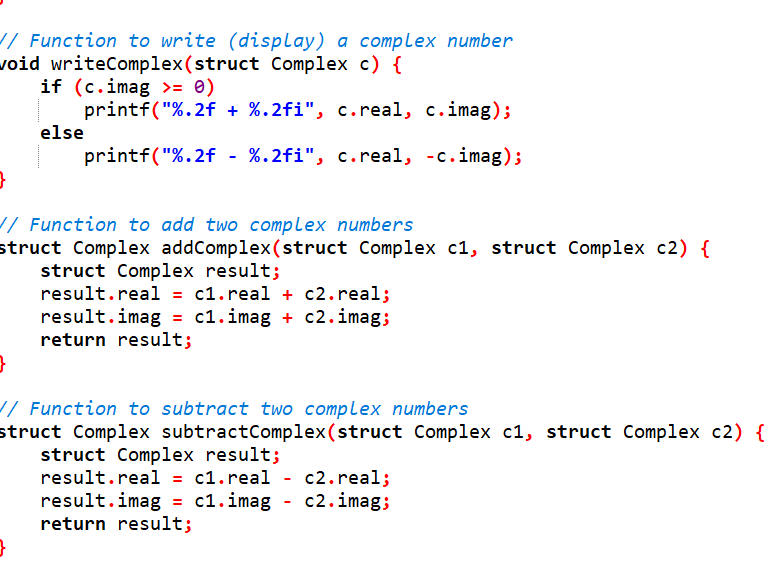 }
// Function to write (display) a complex number
void writeComplex(struct Complex c) {
    if (c.imag >= 0)
        printf("%.2f + %.2fi", c.real, c.imag);
    else
        printf("%.2f - %.2fi", c.real, -c.imag);
}
// Function to add two complex numbers
struct Complex addComplex(struct Complex c1, struct Complex c2) {
    struct Complex result;
    result.real = c1.real + c2.real;
    result.imag = c1.imag + c2.imag;
    return result;
}
// Function to subtract two complex numbers
struct Complex subtractComplex(struct Complex c1, struct Complex c2) {
    struct Complex result;
    result.real = c1.real - c2.real;
    result.imag = c1.imag - c2.imag;
    return result;
}